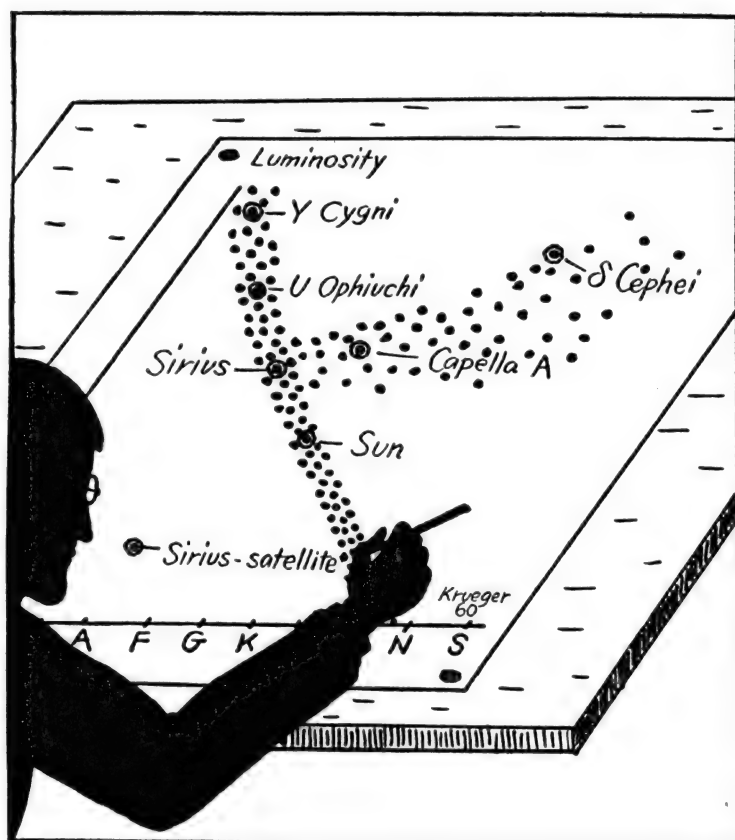 Luminosity
Y Cygni
U Ophiuchi
δ Cephei
Sirius
Capella A
Sun
Sirius-satellite
Krueger
60
A F G K N S